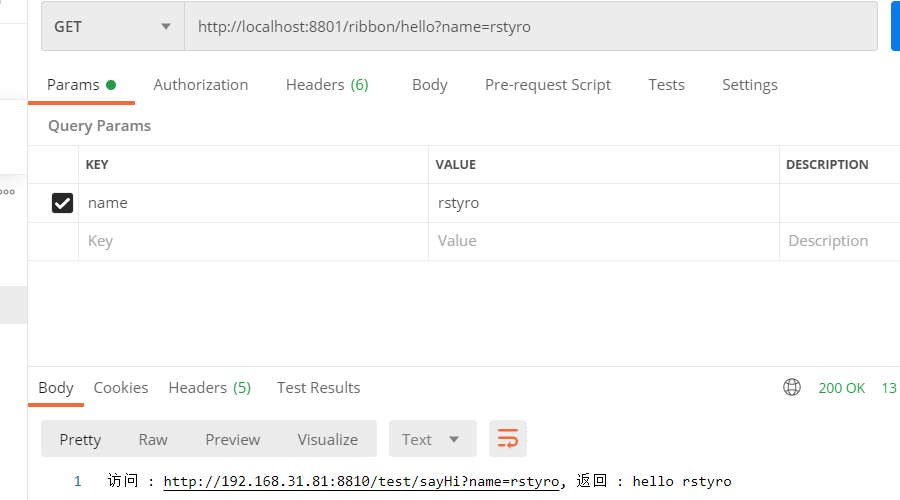 GET http://localhost:8801/ribbon/hello?name=rstyro
Params Authorization Headers (6) Body Pre-request Script Tests Settings
Query Params
KEY VALUE DESCRIPTION
name rstyro
Key Value Description
Body Cookies Headers (5) Test Results 200 OK 13
Pretty Raw Preview Visualize Text
1 访问 : http://192.168.31.81:8810/test/sayHi?name=rstyro, 返回 : hello rstyro